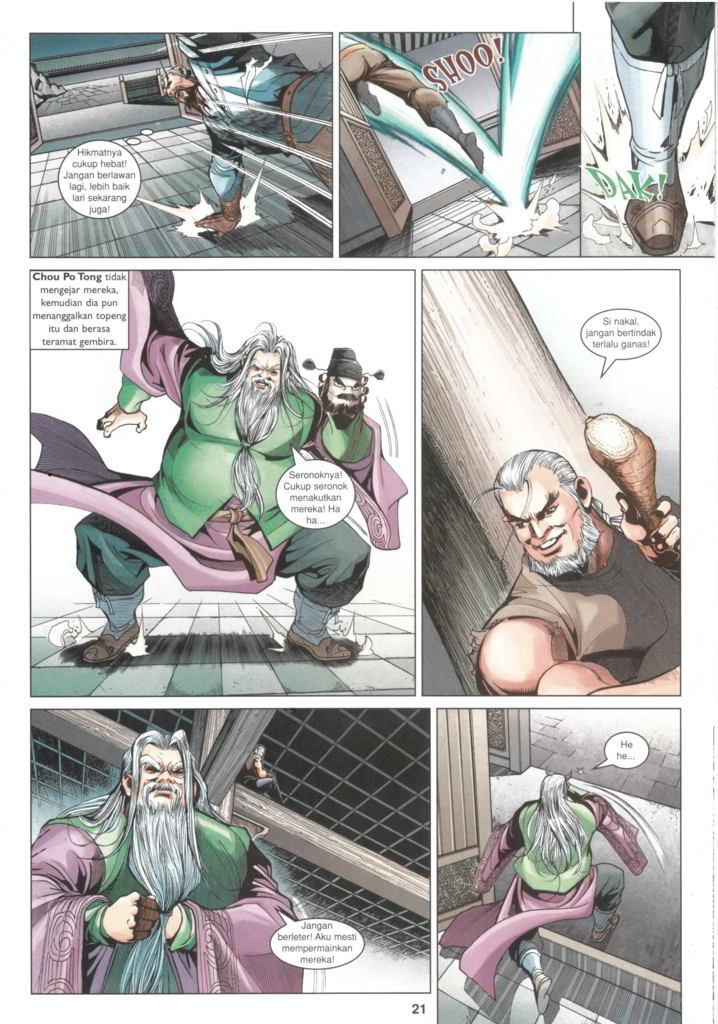 Hikmatnya
cukup hebat!
Jangan berlawan
lagi, lebih baik
lari sekarang
juga!
SHOO!
DAK!
Chou Po Tong tidak
mengejar mereka,
kemudian dia pun
menanggalkan topeng
itu dan berasa
teramat gembira.
Seronoknya!
Cukup seronok
menakutkan
mereka! Ha
ha...
Si nakal,
jangan bertindak
terlalu ganas!
Jangan
berleter! Aku mesti
mempermainkan
mereka!
He
he...
21